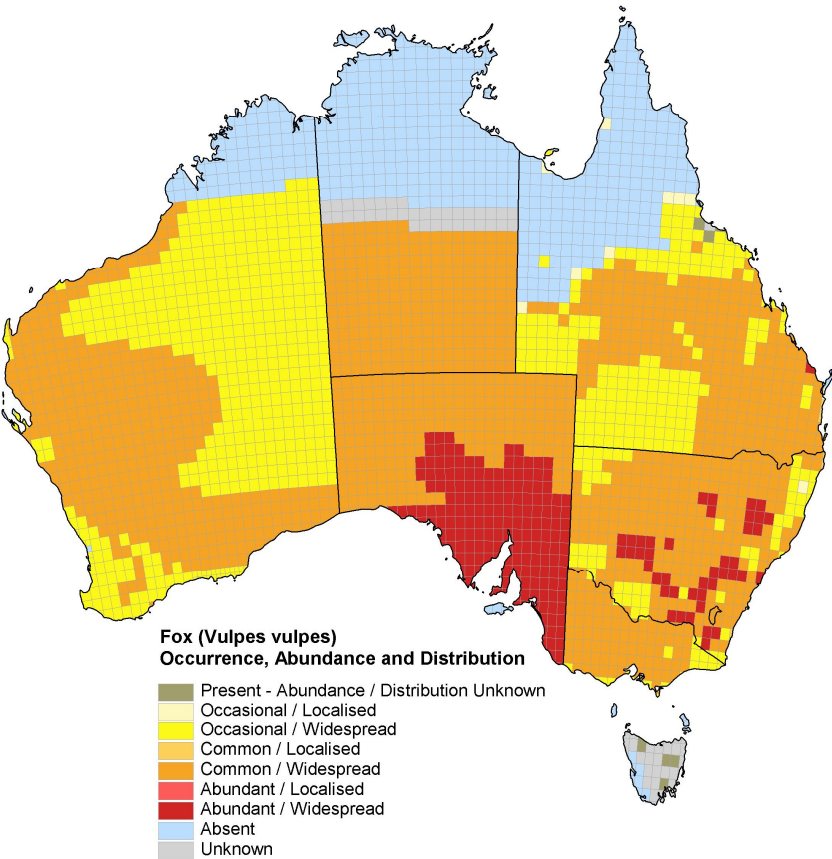 Fox (Vulpes vulpes)
Occurrence, Abundance and Distribution
Present - Abundance / Distribution Unknown
Occasional / Localised
Occasional / Widespread
Common / Localised
Common / Widespread
Abundant / Localised
Abundant / Widespread
Absent
Unknown